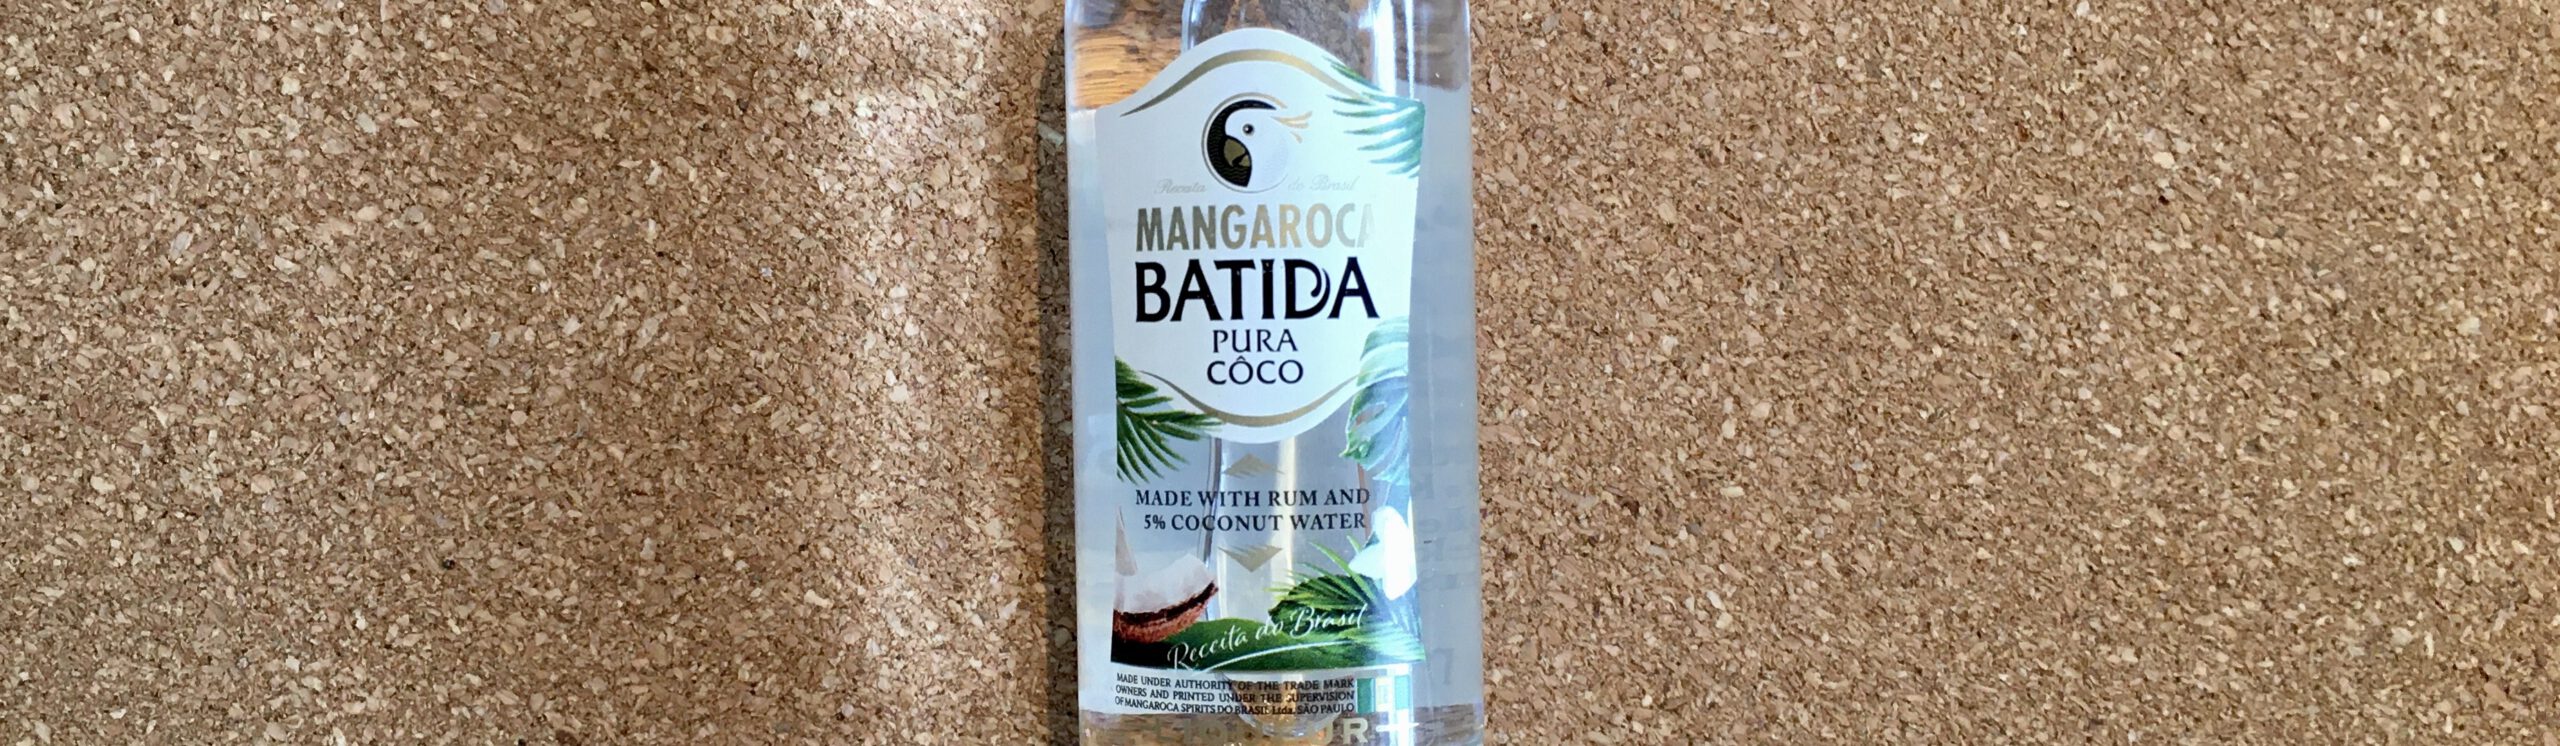 Receita do Brasil
MANGAROCA
BATIDA
PURA
CÔCO
MADE WITH RUM AND
5% COCONUT WATER
Receita do Brasil
MADE UNDER AUTHORITY OF THE TRADE MARK
OWNERS AND PRINTED UNDER THE SUPERVISION
OF MANGAROCA SPIRITS DO BRASIL Ltda. SÃO PAULO
LIQUEUR